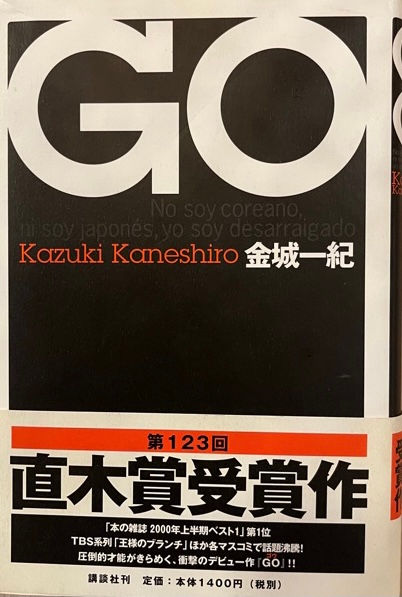 GO
No soy coreano,
ni soy japonés, yo soy desarraigado
Kazuki Kaneshiro 金城一紀
第123回
直木賞受賞作
「本の雑誌 2000年上半期ベスト1」第1位
TBS系列「王様のブランチ」ほか各マスコミで話題沸騰!
圧倒的才能がきらめく、衝撃のデビュー作『GO』!!
講談社刊 定価:本体1400円(税別)